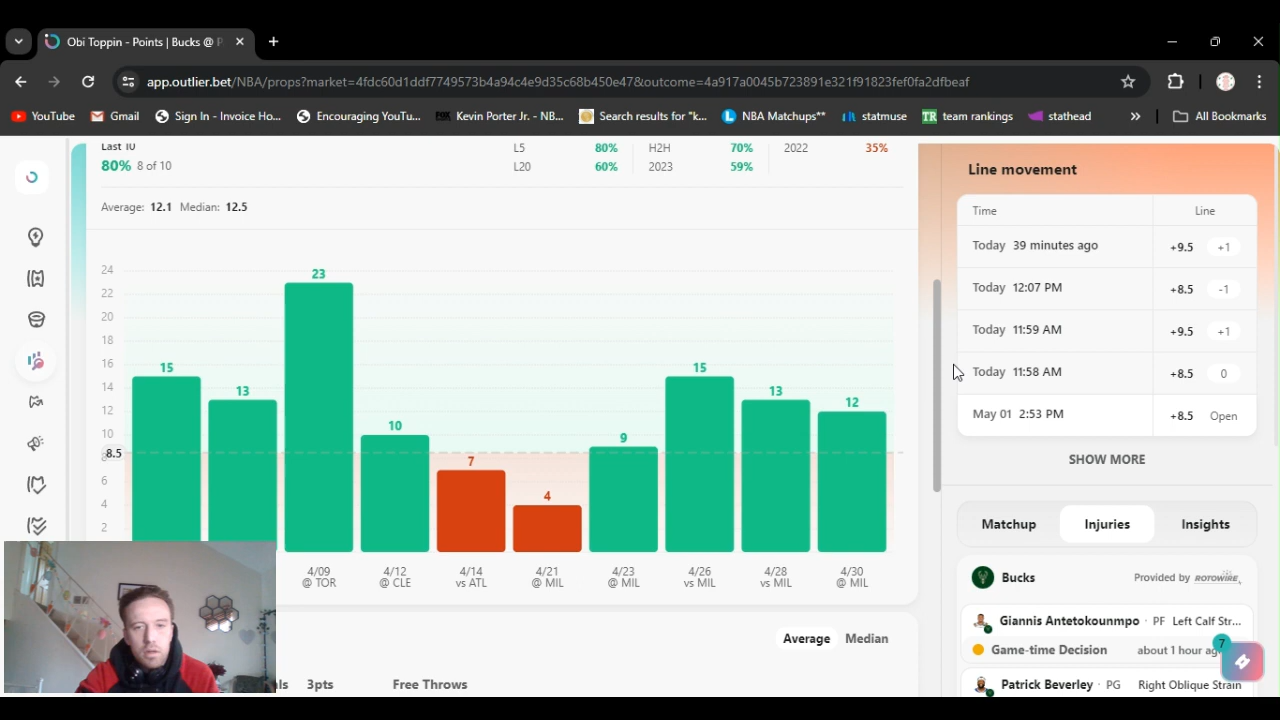 Obi Toppin - Points | Bucks @ P
app.outlier.bet/NBA/props?market=4fdc60d1ddf7749573b4a94c4e9d35c68b450e47&outcome=4a917a0045b723891e321f91823fef0fa2dfbeaf
YouTube Gmail Sign In - Invoice Ho... Encouraging YouTu... FOX Kevin Porter Jr. - NB... Search results for "k... L NBA Matchups** statmuse TR team rankings stathead » All Bookmarks
Last 10 L5 80% H2H 70% 2022 35%
80% 8 of 10 L20 60% 2023 59%
Average: 12.1 Median: 12.5
24
22
20
18
16
14
12
10
8
6
4
2
8.5
15 13 23 10 7 4 9 15 13 12
4/09 4/12 4/14 4/21 4/23 4/26 4/28 4/30
@ TOR @ CLE vs ATL @ MIL @ MIL vs MIL vs MIL @ MIL
Average Median
als 3pts Free Throws
Line movement
Time Line
Today 39 minutes ago +9.5 +1
Today 12:07 PM +8.5 -1
Today 11:59 AM +9.5 +1
Today 11:58 AM +8.5 0
May 01 2:53 PM +8.5 Open
SHOW MORE
Matchup Injuries Insights
Bucks Provided by ROTOWIRE
Giannis Antetokounmpo · PF Left Calf Str...
Game-time Decision about 1 hour ag
7
Patrick Beverley · PG Right Oblique Strain